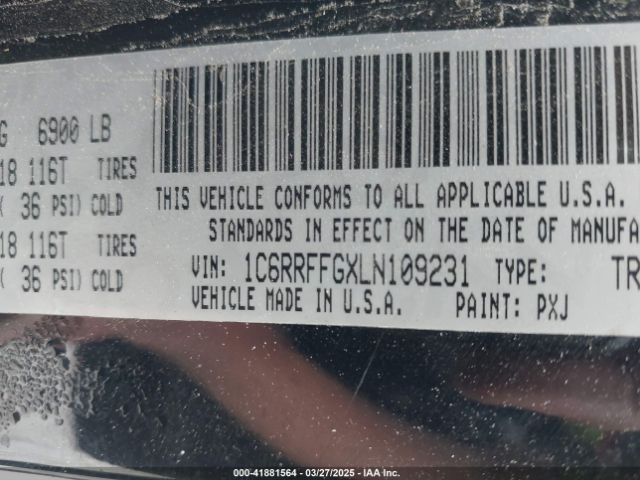 G 6900 LB
18 116T TIRES
( 36 PSI) COLD
18 116T TIRES
( 36 PSI) COLD
THIS VEHICLE CONFORMS TO ALL APPLICABLE U.S.A.
STANDARDS IN EFFECT ON THE DATE OF MANUFA
VIN: 1C6RRFFGXLN109231 TYPE: TR
VEHICLE MADE IN U.S.A. PAINT: PXJ
000-41881564 | 03/27/2025 - IAA Inc.